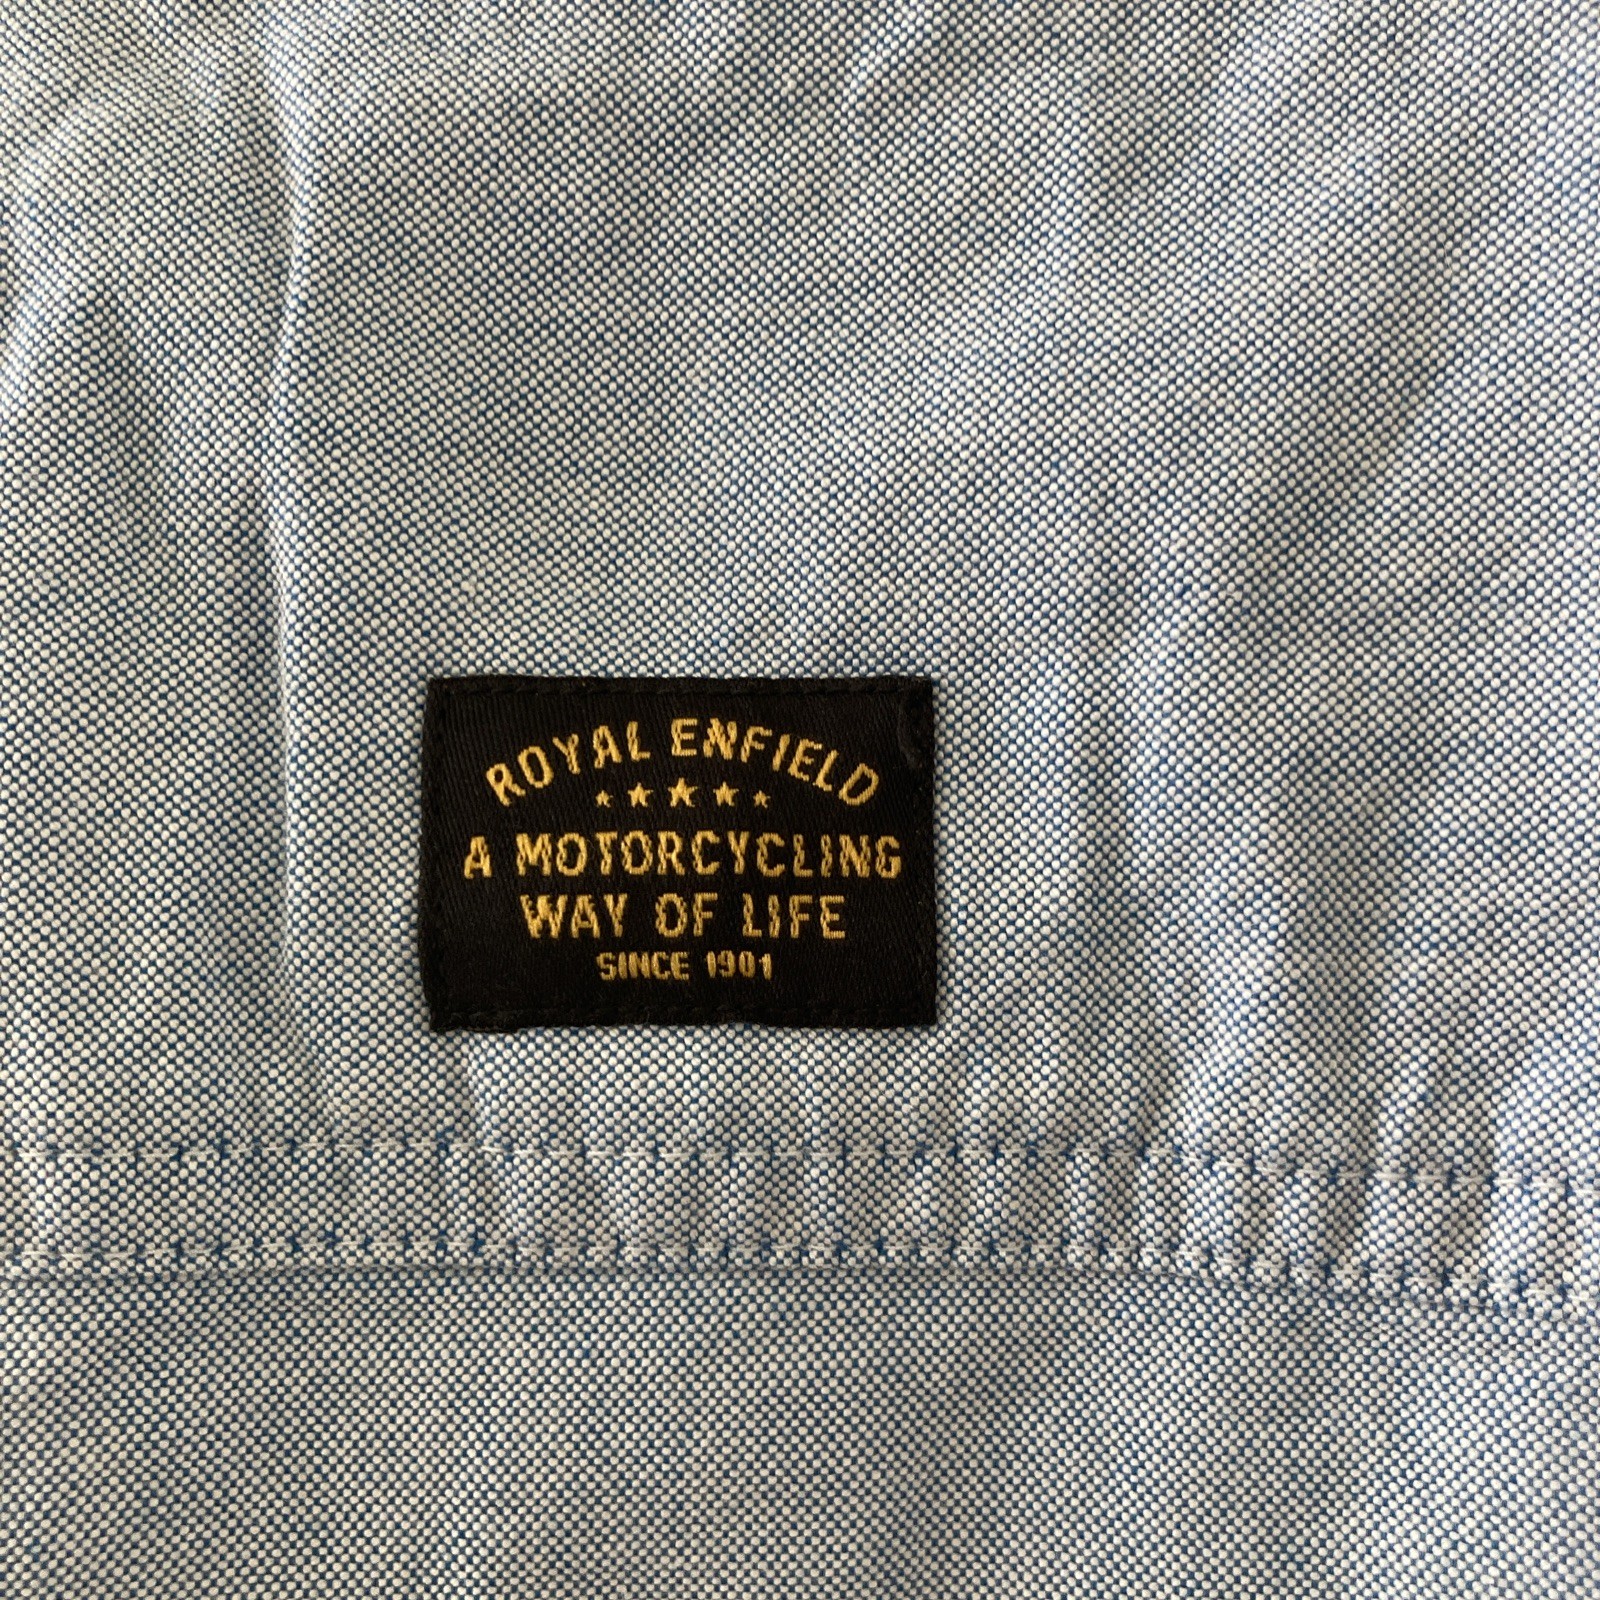 ROYAL ENFIELD
A MOTORCYCLING
WAY OF LIFE
SINCE 1901